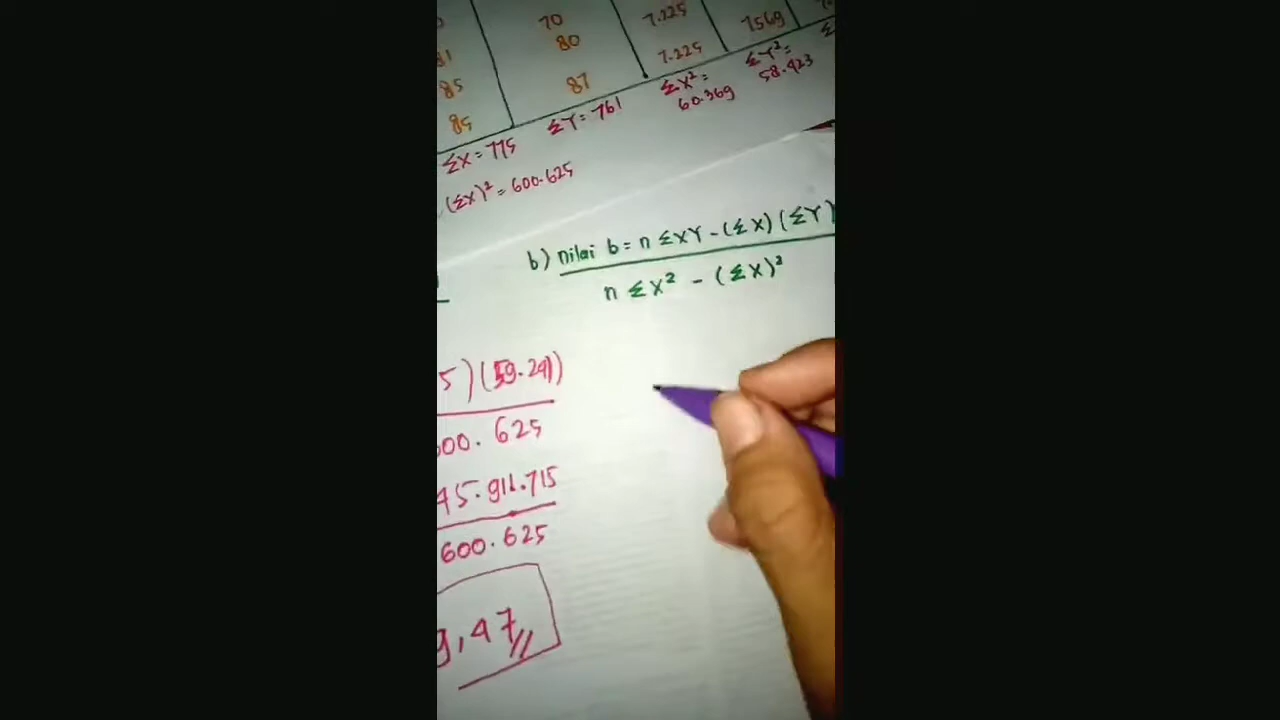 70 7.225 7569
81 80 7.225
85 87
85
ΣX = 775 ΣY = 761 ΣX² = 60.369 ΣY² = 58.423
(ΣX)² = 600.625
b) nilai b = n ΣXY - (ΣX) (ΣY)
n ΣX² - (ΣX)²
5) (59.241)
600.625
45.911.715
600.625
9,47